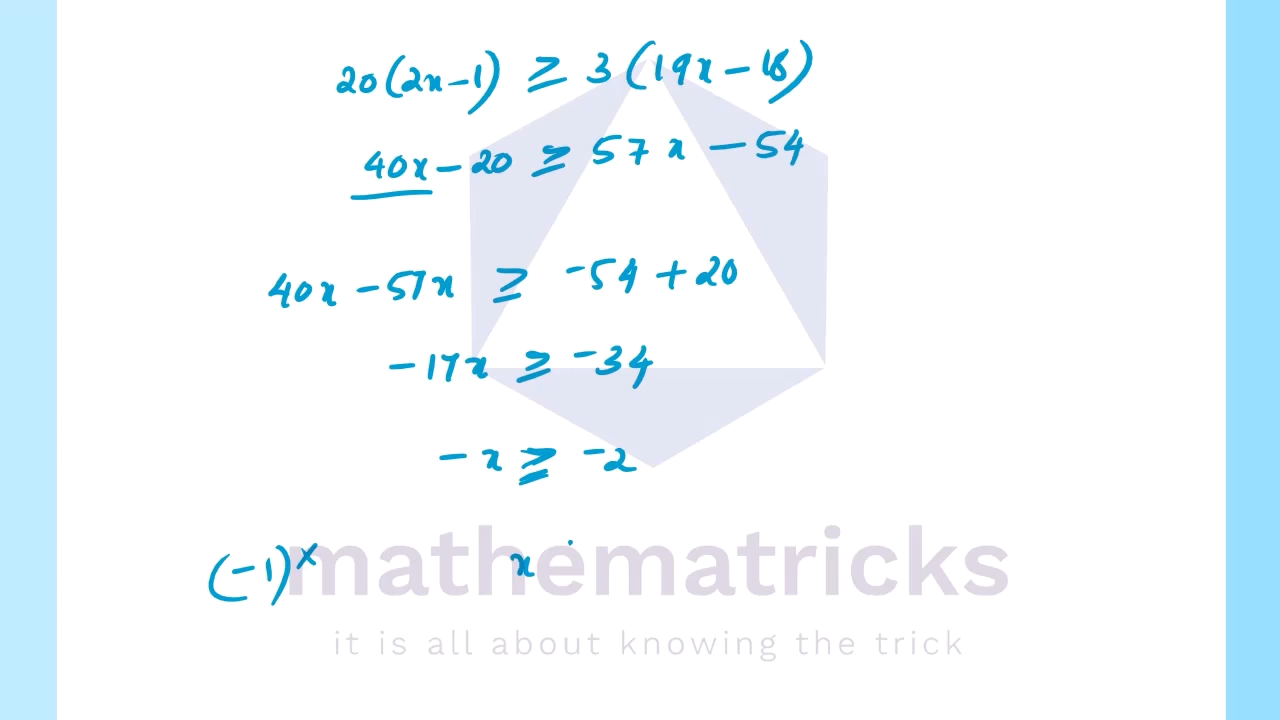 20(2x-1) ≥ 3(19x-18)
40x - 20 ≥ 57x - 54
40x - 57x ≥ -54 + 20
-17x ≥ -34
-x ≥ -2
(-1)× x
mathematricks
it is all about knowing the trick